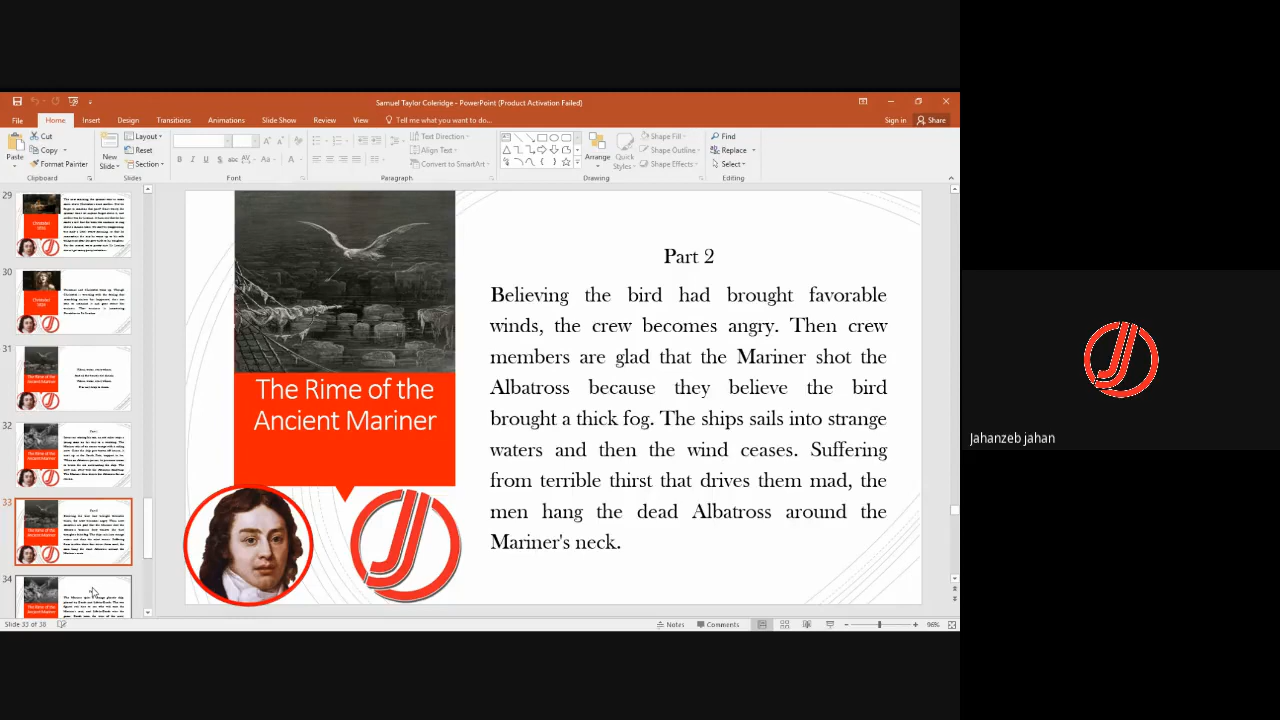 Samuel Taylor Coleridge - PowerPoint (Product Activation Failed)
File Home Insert Design Transitions Animations Slide Show Review View Tell me what you want to do... Sign in Share
Paste
Cut
Copy
Format Painter
Clipboard
New Slide
Layout
Reset
Section
Slides
Font
Text Direction
Align Text
Convert to SmartArt
Paragraph
Arrange
Quick Styles
Shape Fill
Shape Outline
Shape Effects
Drawing
Find
Replace
Select
Editing
29
30
31
32
33
34
The Rime of the
Ancient Mariner
Part 2
Believing the bird had brought favorable
winds, the crew becomes angry. Then crew
members are glad that the Mariner shot the
Albatross because they believe the bird
brought a thick fog. The ships sails into strange
waters and then the wind ceases. Suffering
from terrible thirst that drives them mad, the
men hang the dead Albatross around the
Mariner's neck.
Jahanzeb jahan
Slide 33 of 38
Notes Comments 96%